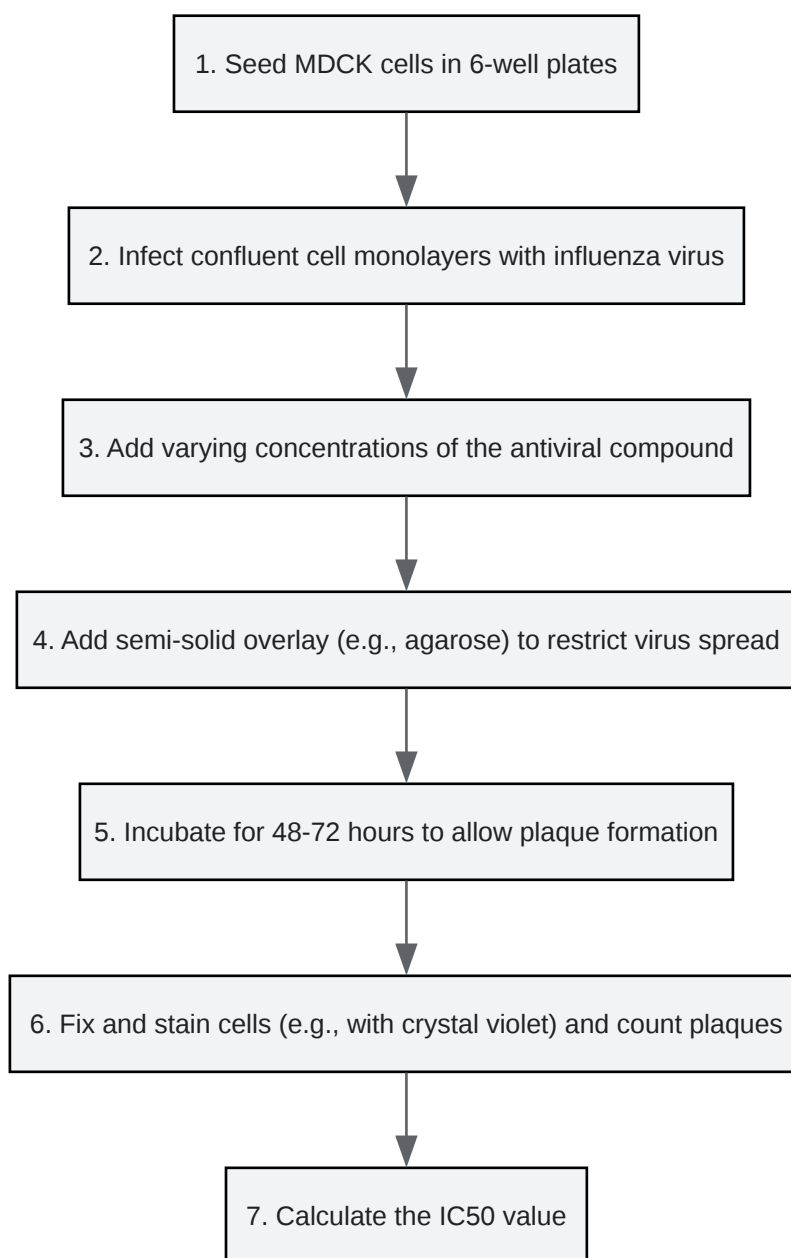 1. Seed MDCK cells in 6-well plates
2. Infect confluent cell monolayers with influenza virus
3. Add varying concentrations of the antiviral compound
4. Add semi-solid overlay (e.g., agarose) to restrict virus spread
5. Incubate for 48-72 hours to allow plaque formation
6. Fix and stain cells (e.g., with crystal violet) and count plaques
7. Calculate the IC50 value